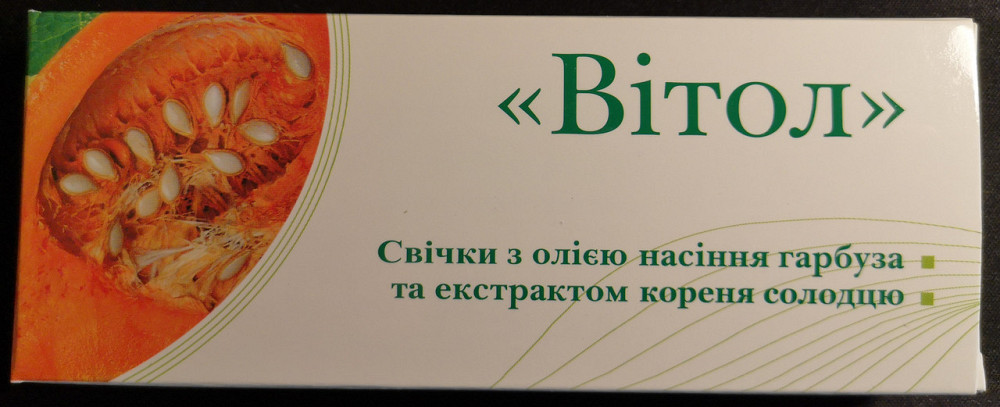 «Вітол»
Свічки з олією насіння гарбуза
та екстрактом кореня солодцю